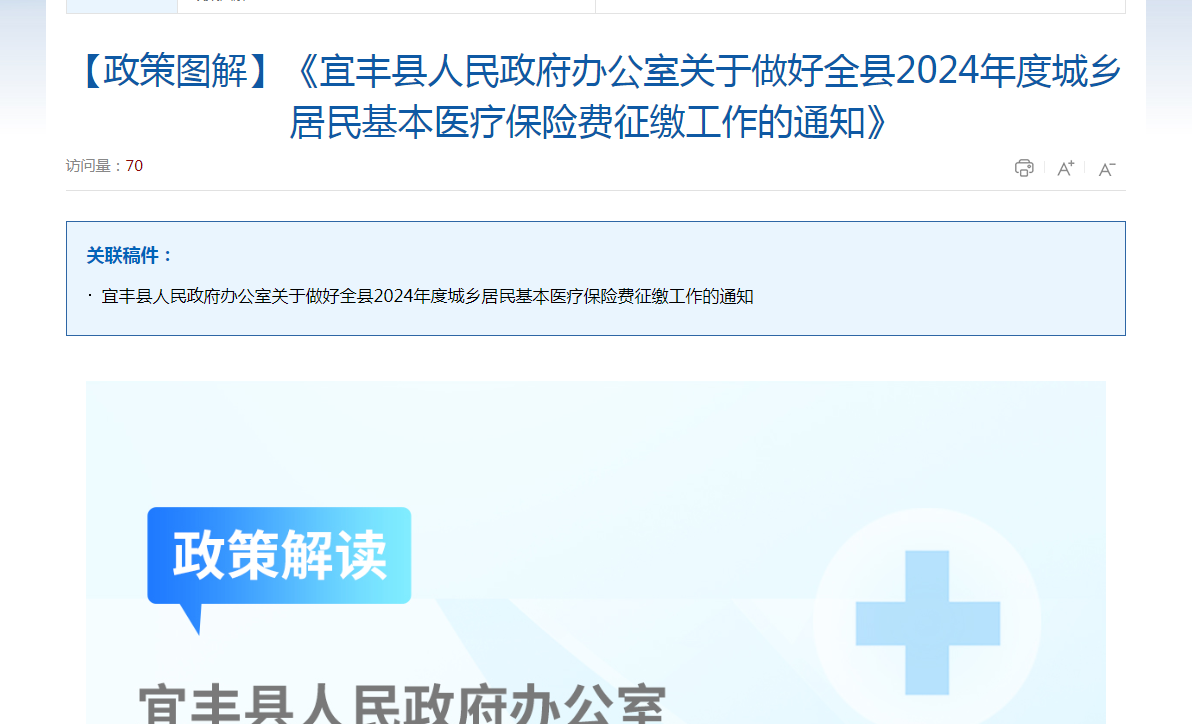 【政策图解】《宜丰县人民政府办公室关于做好全县2024年度城乡
居民基本医疗保险费征缴工作的通知》
访问量：70
A+ A-
关联稿件：
· 宜丰县人民政府办公室关于做好全县2024年度城乡居民基本医疗保险费征缴工作的通知
政策解读
宜丰县人民政府办公室